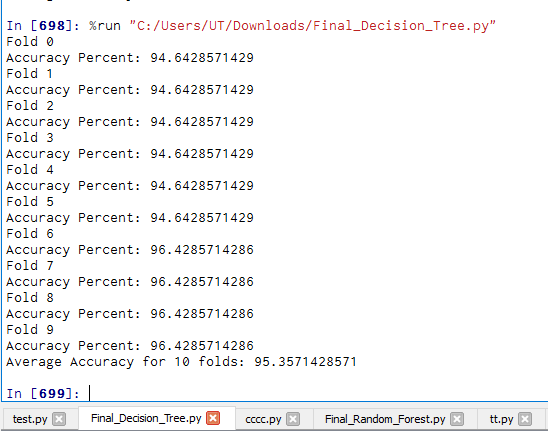 In [698]: %run "C:/Users/UT/Downloads/Final_Decision_Tree.py"
Fold 0
Accuracy Percent: 94.6428571429
Fold 1
Accuracy Percent: 94.6428571429
Fold 2
Accuracy Percent: 94.6428571429
Fold 3
Accuracy Percent: 94.6428571429
Fold 4
Accuracy Percent: 94.6428571429
Fold 5
Accuracy Percent: 94.6428571429
Fold 6
Accuracy Percent: 96.4285714286
Fold 7
Accuracy Percent: 96.4285714286
Fold 8
Accuracy Percent: 96.4285714286
Fold 9
Accuracy Percent: 96.4285714286
Average Accuracy for 10 folds: 95.3571428571
In [699]:
test.py Final_Decision_Tree.py cccc.py Final_Random_Forest.py tt.py